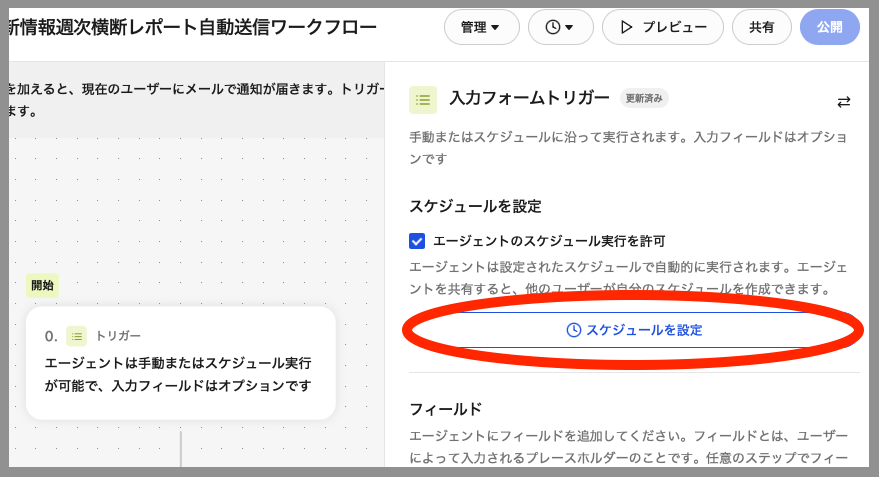 新情報週次横断レポート自動送信ワークフロー
管理
プレビュー
共有
公開
を加えると、現在のユーザーにメールで通知が届きます。トリガー
ます。
開始
0. トリガー
エージェントは手動またはスケジュール実行
が可能で、入力フィールドはオプションです
入力フォームトリガー 更新済み
手動またはスケジュールに沿って実行されます。入力フィールドはオプショ
ンです
スケジュールを設定
エージェントのスケジュール実行を許可
エージェントは設定されたスケジュールで自動的に実行されます。エージェ
ントを共有すると、他のユーザーが自分のスケジュールを作成できます。
スケジュールを設定
フィールド
エージェントにフィールドを追加してください。フィールドとは、ユーザー
によって入力されるプレースホルダーのことです。任意のステップでフィー